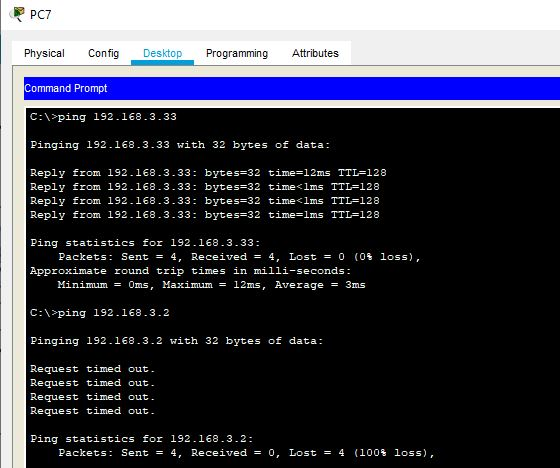 PC7
Physical Config Desktop Programming Attributes
Command Prompt
C:\>ping 192.168.3.33
Pinging 192.168.3.33 with 32 bytes of data:
Reply from 192.168.3.33: bytes=32 time=12ms TTL=128
Reply from 192.168.3.33: bytes=32 time<1ms TTL=128
Reply from 192.168.3.33: bytes=32 time<1ms TTL=128
Reply from 192.168.3.33: bytes=32 time=1ms TTL=128
Ping statistics for 192.168.3.33:
Packets: Sent = 4, Received = 4, Lost = 0 (0% loss),
Approximate round trip times in milli-seconds:
Minimum = 0ms, Maximum = 12ms, Average = 3ms
C:\>ping 192.168.3.2
Pinging 192.168.3.2 with 32 bytes of data:
Request timed out.
Request timed out.
Request timed out.
Request timed out.
Ping statistics for 192.168.3.2:
Packets: Sent = 4, Received = 0, Lost = 4 (100% loss),